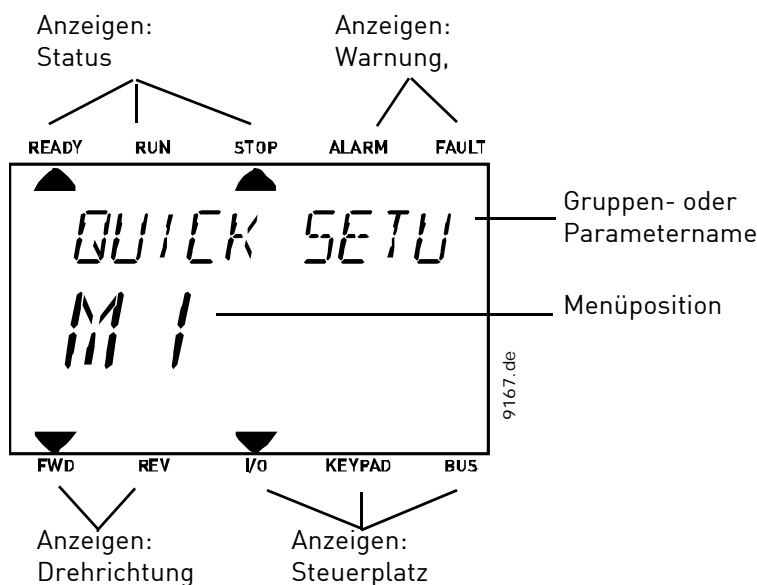 Anzeigen: Anzeigen:
Status Warnung,
READY RUN STOP ALARM FAULT
QUICK SETU
Gruppen- oder
Parametername
M 1
Menüposition
9167.de
FWD REV I/O KEYPAD BUS
Anzeigen: Anzeigen:
Drehrichtung Steuerplatz